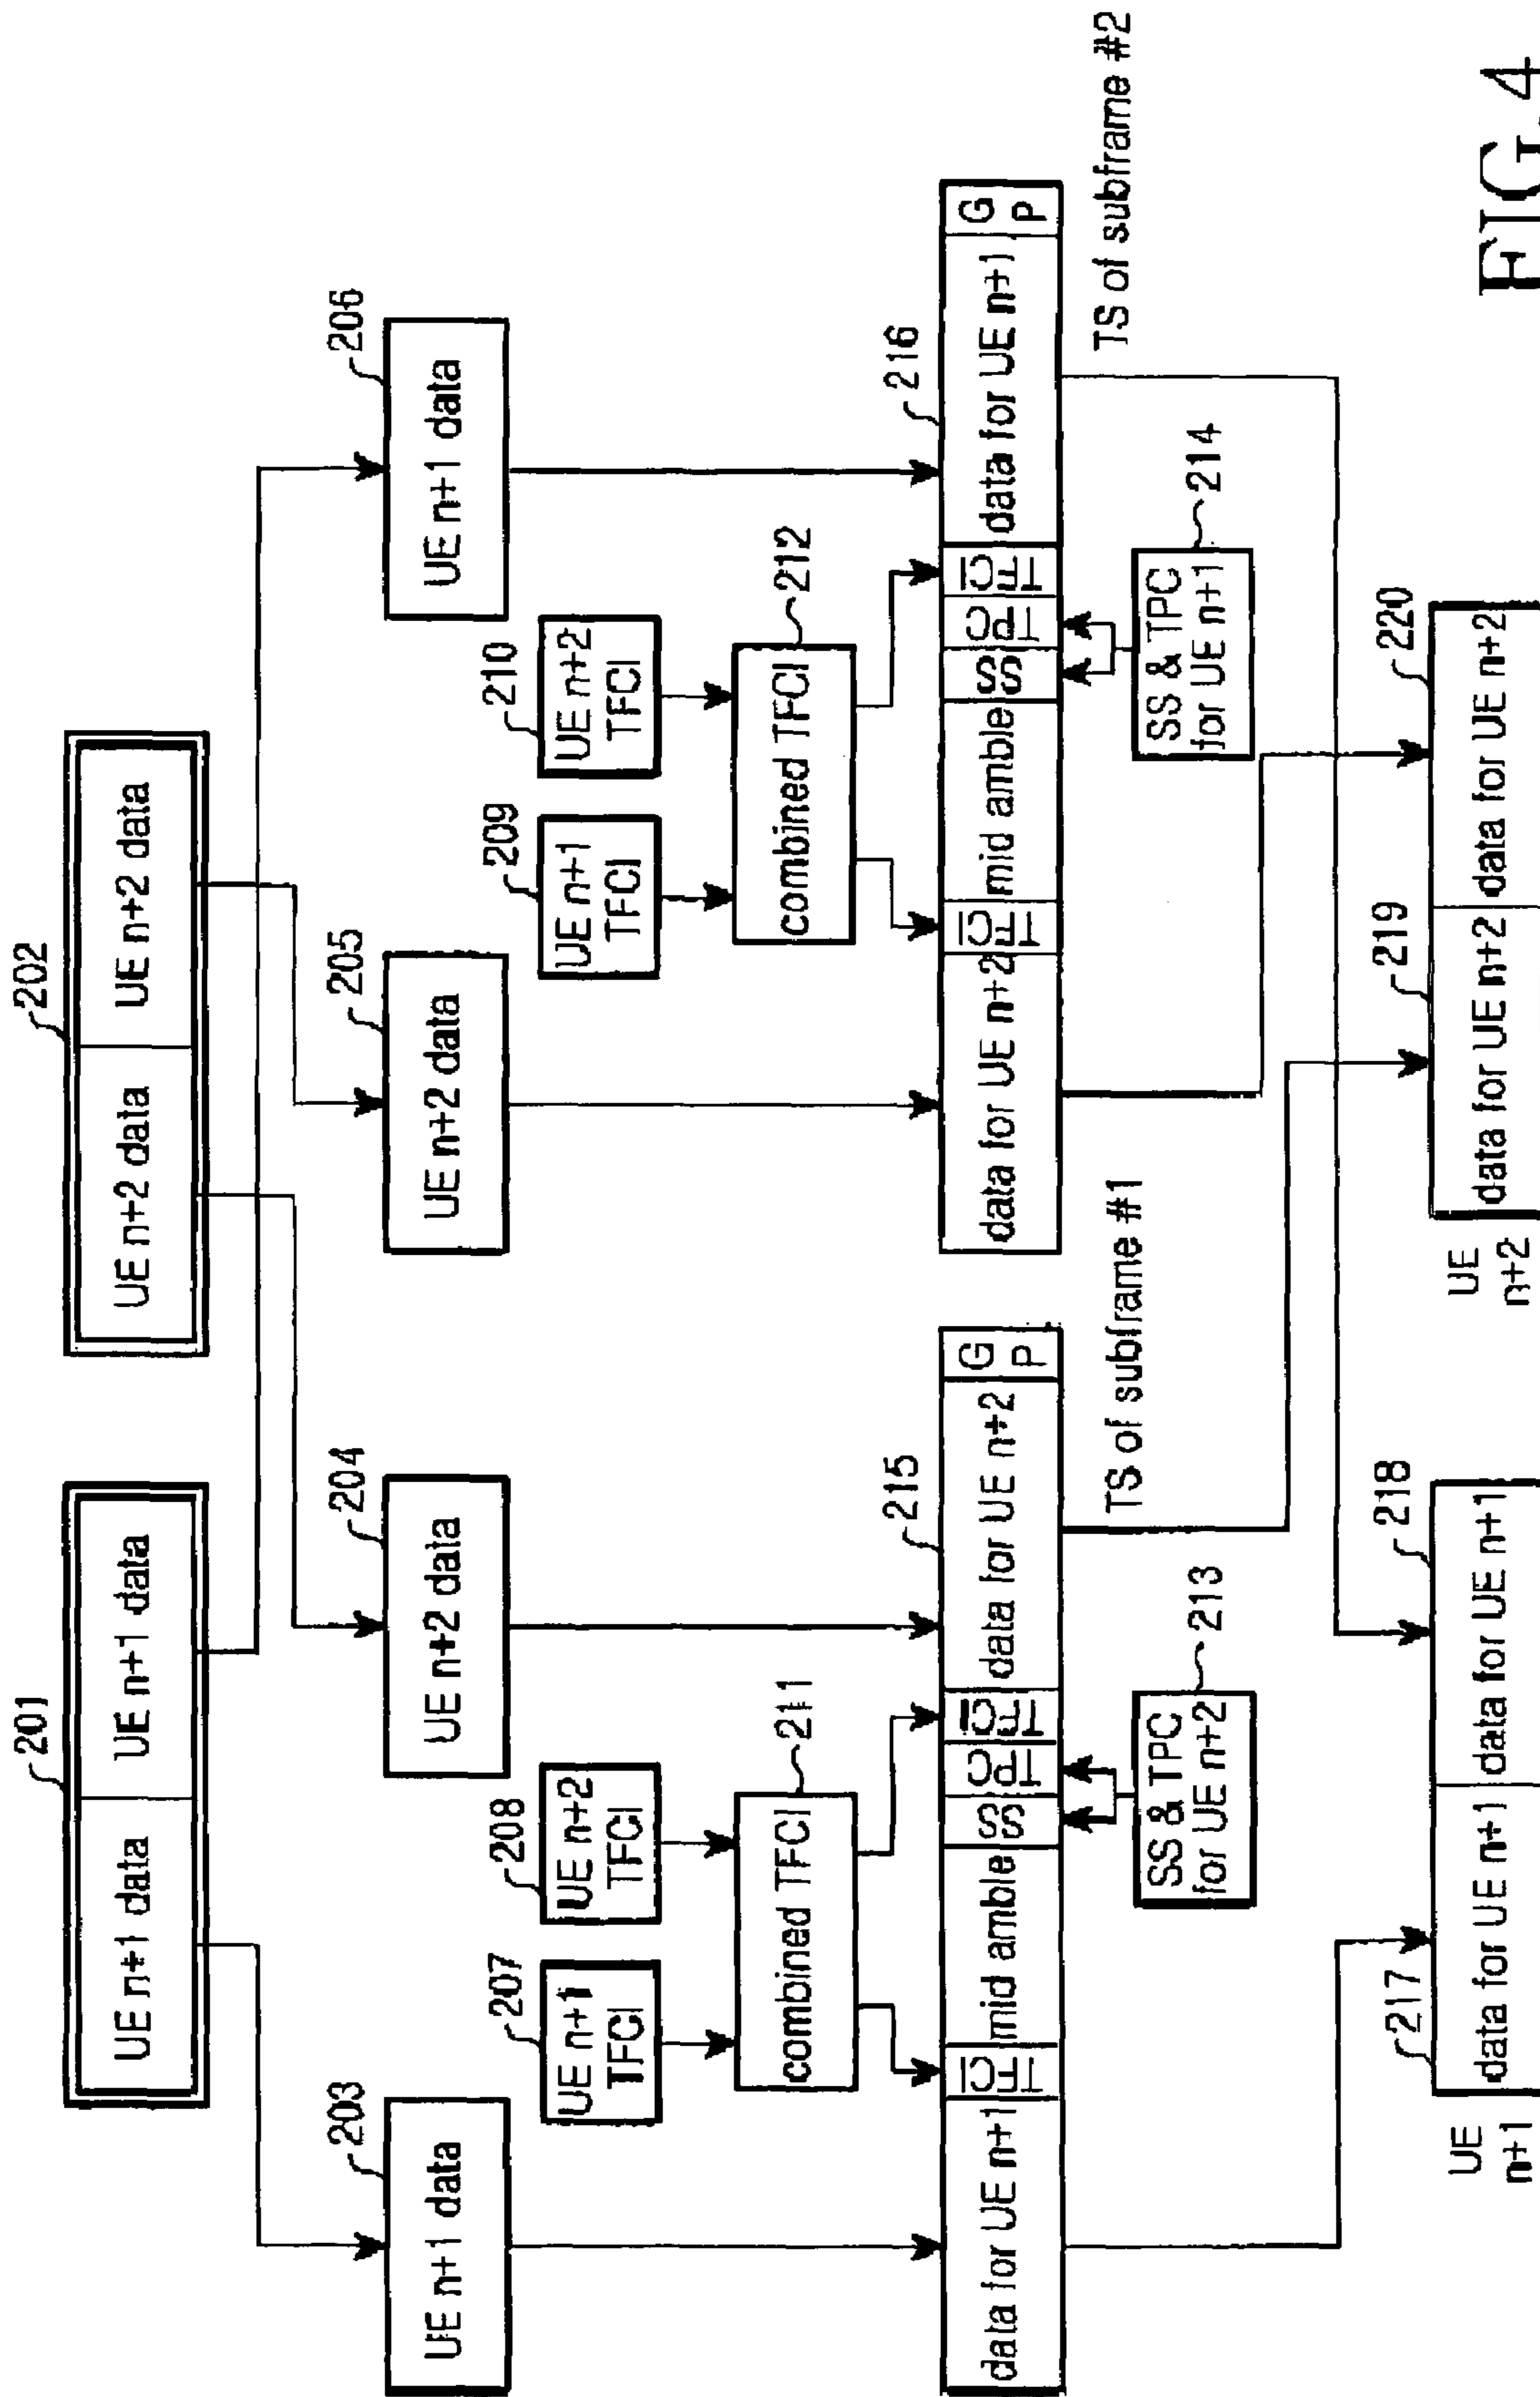 201
202
UE n+1 data
UE n+1 data
UE n+2 data
UE n+2 data
203
204
205
206
UE n+1 data
UE n+2 data
UE n+2 data
UE n+1 data
207
208
209
210
UE n+1
TFCI
UE n+2
TFCI
UE n+1
TFCI
UE n+2
TFCI
211
212
combined TFCI
combined TFCI
215
216
data for UE n+1
TFCI
mid amble
SS
TPC
TFCI
data for UE n+2
G
P
data for UE n+2
TFCI
mid amble
SS
TPC
TFCI
data for UE n+1
G
P
TS of subframe #1
TS of subframe #2
213
214
SS & TPC
for UE n+2
SS & TPC
for UE n+1
217
218
219
220
UE
n+1
data for UE n+1
data for UE n+1
UE
n+2
data for UE n+2
data for UE n+2
FIG.4